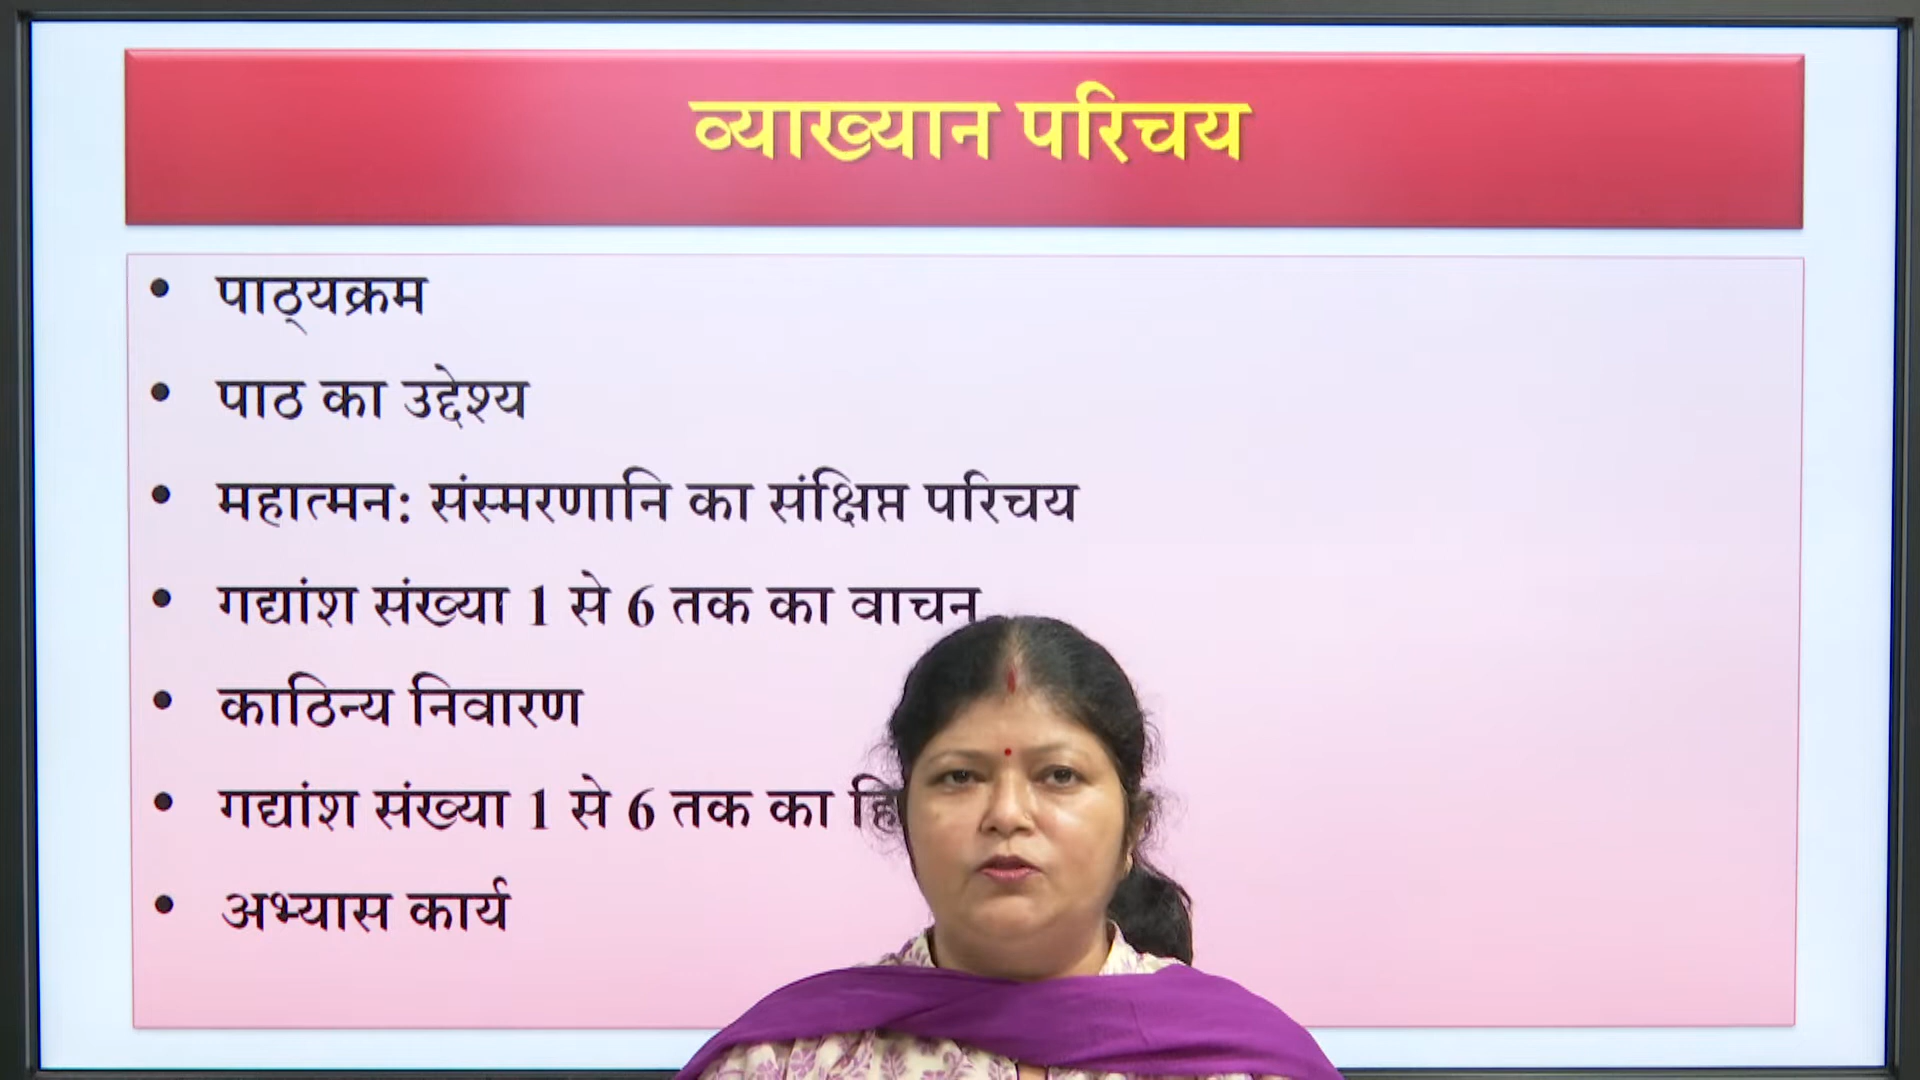 व्याख्यान परिचय
• पाठ्यक्रम
• पाठ का उद्देश्य
• महात्मन: संस्मरणानि का संक्षिप्त परिचय
• गद्यांश संख्या 1 से 6 तक का वाचन
• काठिन्य निवारण
• गद्यांश संख्या 1 से 6 तक का
• अभ्यास कार्य